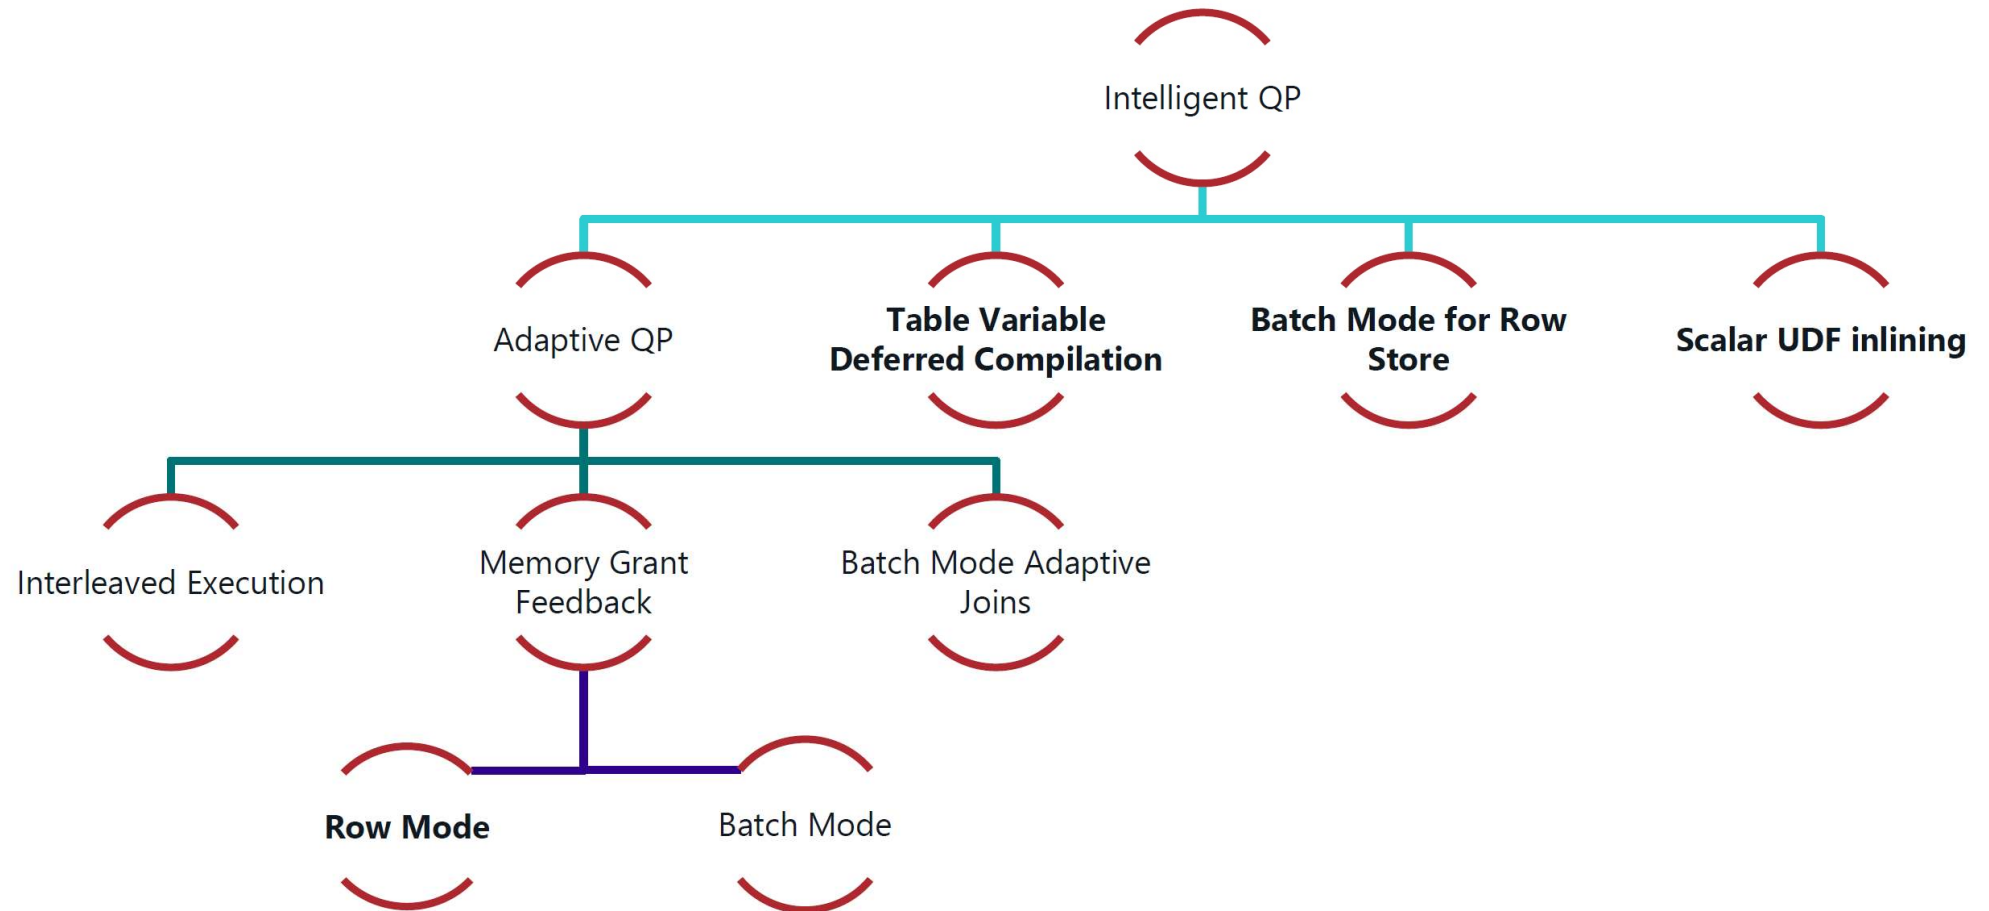 Intelligent QP
Adaptive QP
Table Variable
Deferred Compilation
Batch Mode for Row
Store
Scalar UDF inlining
Interleaved Execution
Memory Grant
Feedback
Batch Mode Adaptive
Joins
Row Mode
Batch Mode